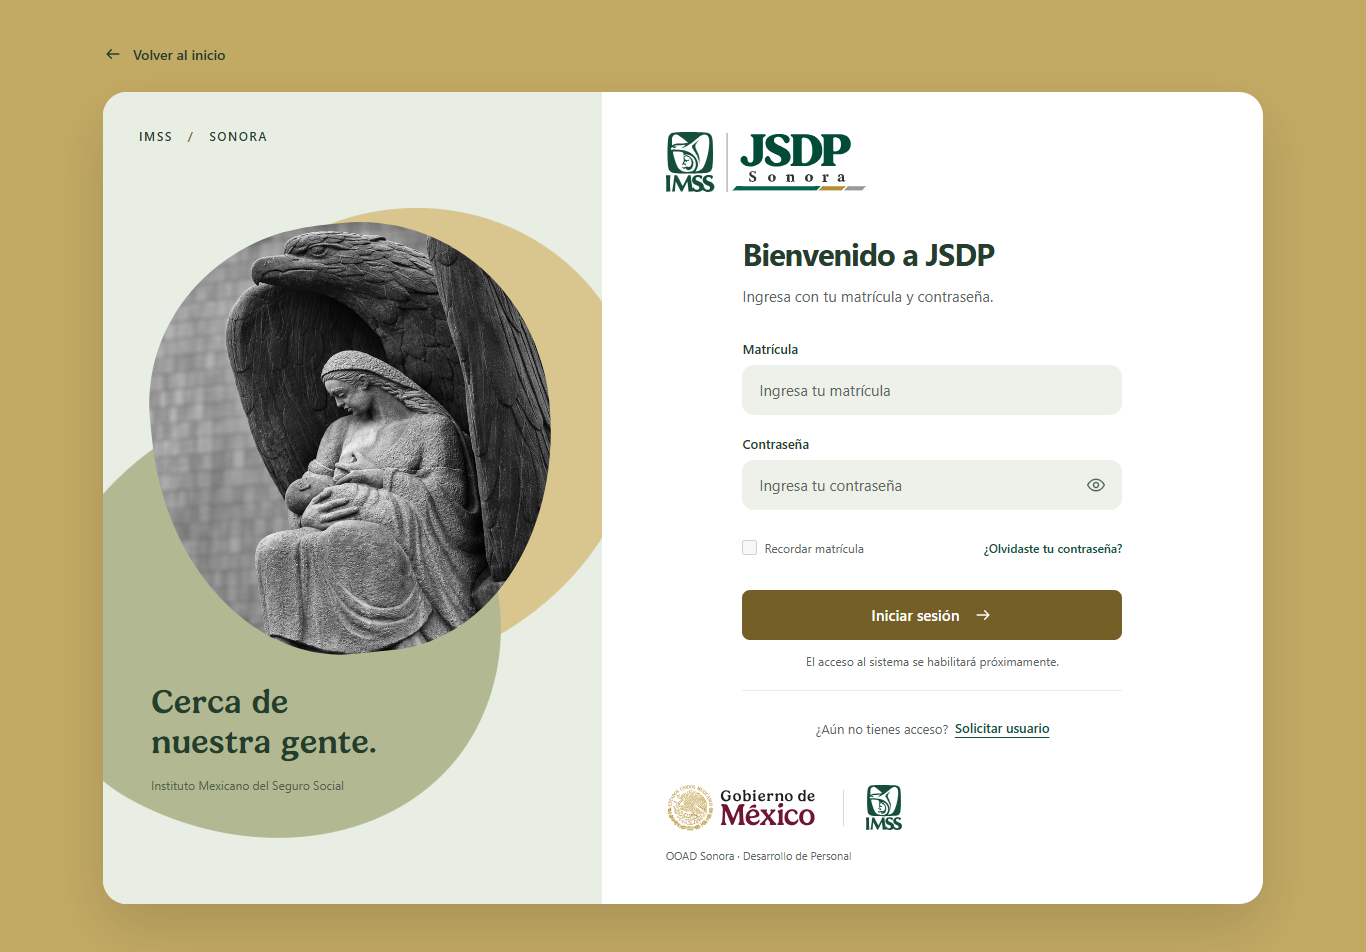 Volver al inicio
IMSS / SONORA
Cerca de
nuestra gente.
Instituto Mexicano del Seguro Social
IMSS
JSDP
Sonora
Bienvenido a JSDP
Ingresa con tu matrícula y contraseña.
Matrícula
Ingresa tu matrícula
Contraseña
Ingresa tu contraseña
Recordar matrícula
¿Olvidaste tu contraseña?
Iniciar sesión
El acceso al sistema se habilitará próximamente.
¿Aún no tienes acceso? Solicitar usuario
ESTADOS UNIDOS MEXICANOS
Gobierno de
México
IMSS
OOAD Sonora · Desarrollo de Personal